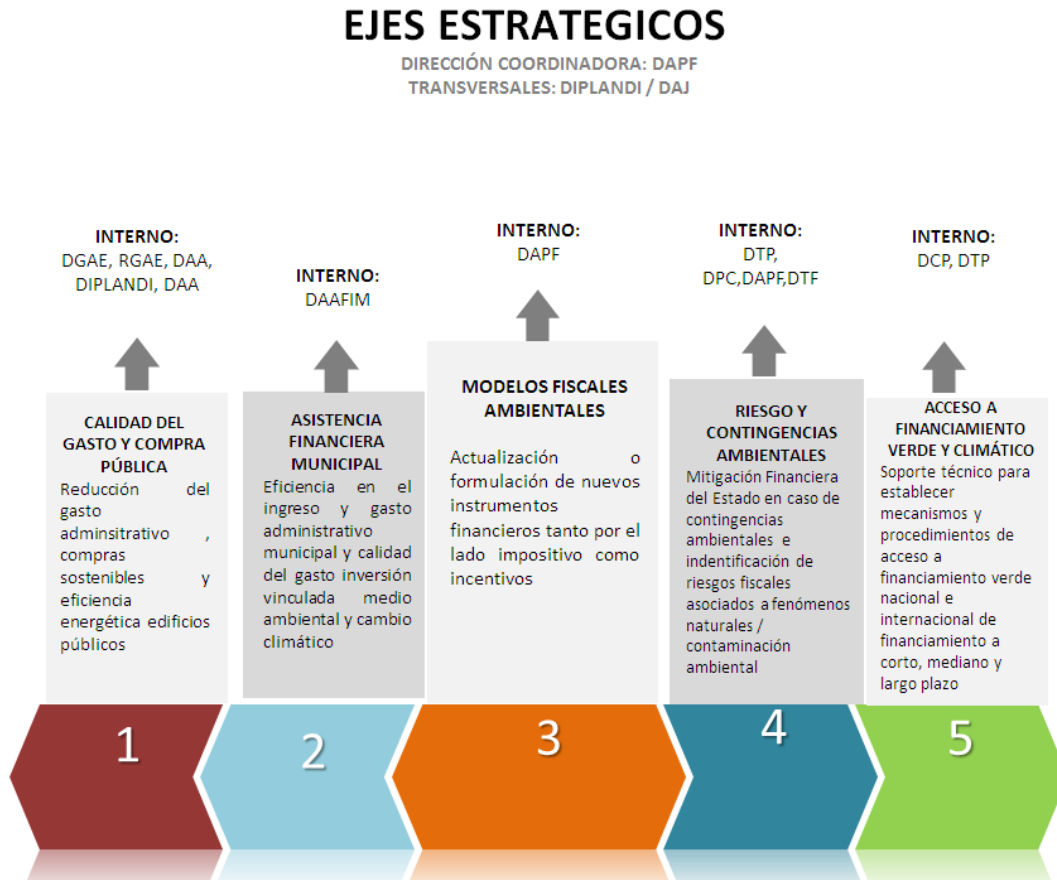 EJES ESTRATEGICOS
DIRECCIÓN COORDINADORA: DAPF
TRANSVERSALES: DIPLANDI / DAJ
INTERNO:
DGAE, RGAE, DAA,
DIPLANDI, DAA
CALIDAD DEL
GASTO Y COMPRA
PÚBLICA
Reducción del
gasto
adminsitrativo ,
compras
sostenibles y
eficiencia
energética edificios
públicos
1
INTERNO:
DAAFIM
ASISTENCIA
FINANCIERA
MUNICIPAL
Eficiencia en el
ingreso y gasto
administrativo
municipal y calidad
del gasto inversión
vinculada medio
ambiental y cambio
climático
2
INTERNO:
DAPF
MODELOS FISCALES
AMBIENTALES
Actualización o
formulación de nuevos
instrumentos
financieros tanto por el
lado impositivo como
incentivos
3
INTERNO:
DTP,
DPC,DAPF,DTF
RIESGO Y
CONTINGENCIAS
AMBIENTALES
Mitigación Financiera
del Estado en caso de
contingencias
ambientales e
indentificación de
riesgos fiscales
asociados a fenómenos
naturales /
contaminación
ambiental
4
INTERNO:
DCP, DTP
ACCESO A
FINANCIAMIENTO
VERDE Y CLIMÁTICO
Soporte técnico para
establecer
mecanismos y
procedimientos de
acceso a
financiamiento verde
nacional e
internacional de
financiamiento a
corto, mediano y
largo plazo
5